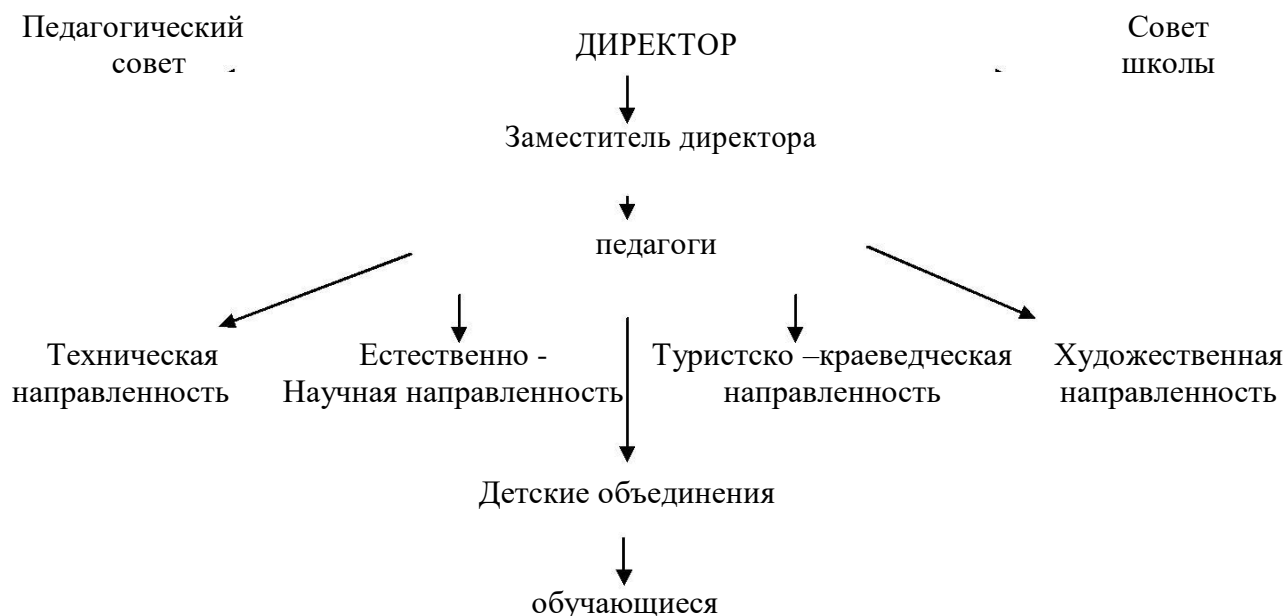 Педагогический
совет
ДИРЕКТОР
Совет
школы
Заместитель директора
педагоги
Техническая
направленность
Естественно -
Научная направленность
Туристско –краеведческая
направленность
Художественная
направленность
Детские объединения
обучающиеся